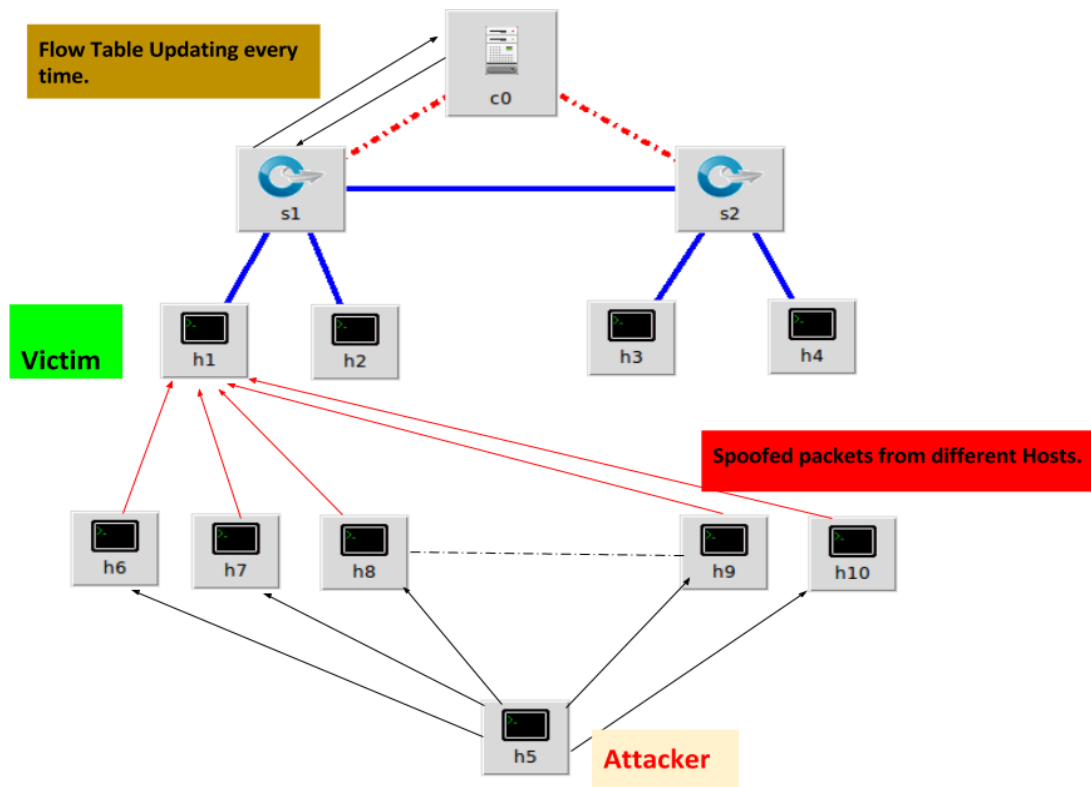 Flow Table Updating every
time.
c0
s1
s2
Victim
h1
h2
h3
h4
Spoofed packets from different Hosts.
h6
h7
h8
h9
h10
h5
Attacker